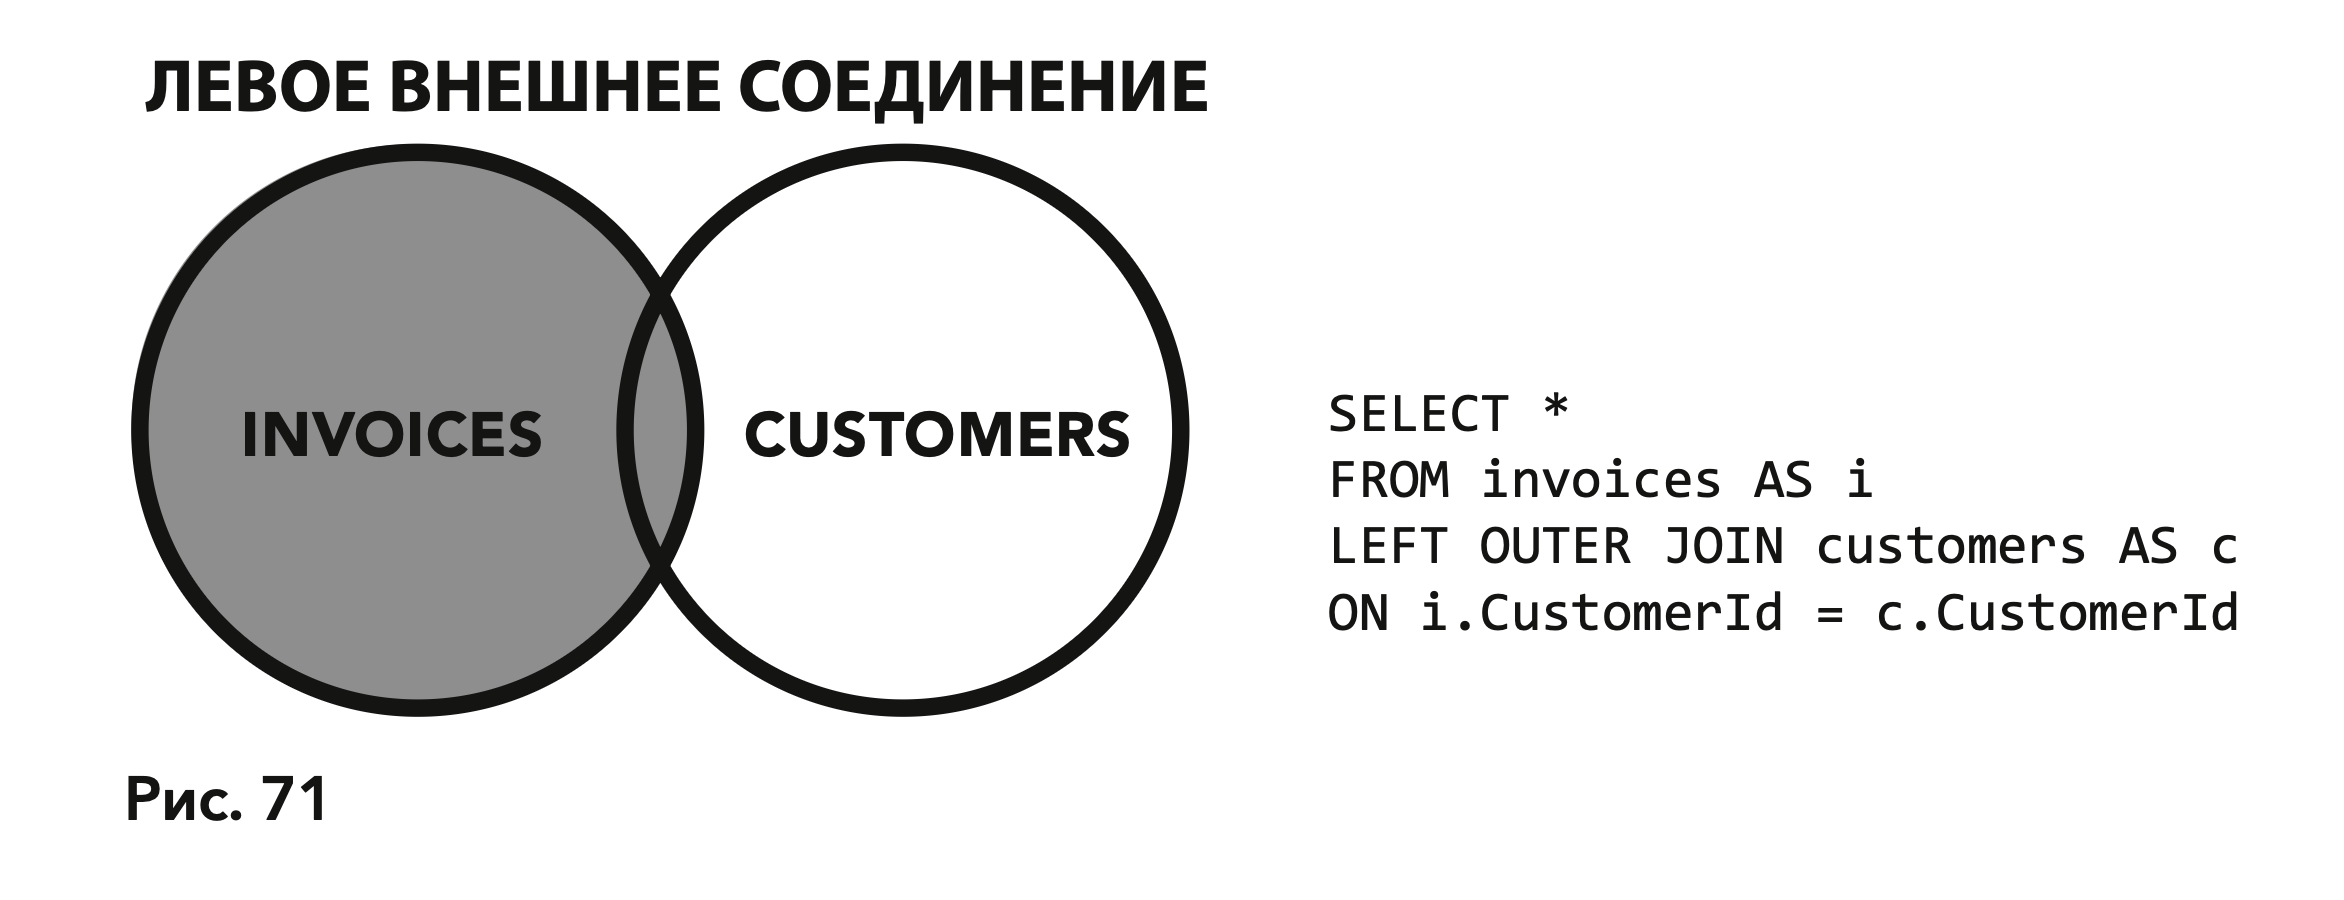 ЛЕВОЕ ВНЕШНЕЕ СОЕДИНЕНИЕ
INVOICES
CUSTOMERS
SELECT *
FROM invoices AS i
LEFT OUTER JOIN customers AS c
ON i.CustomerId = c.CustomerId
Рис. 71